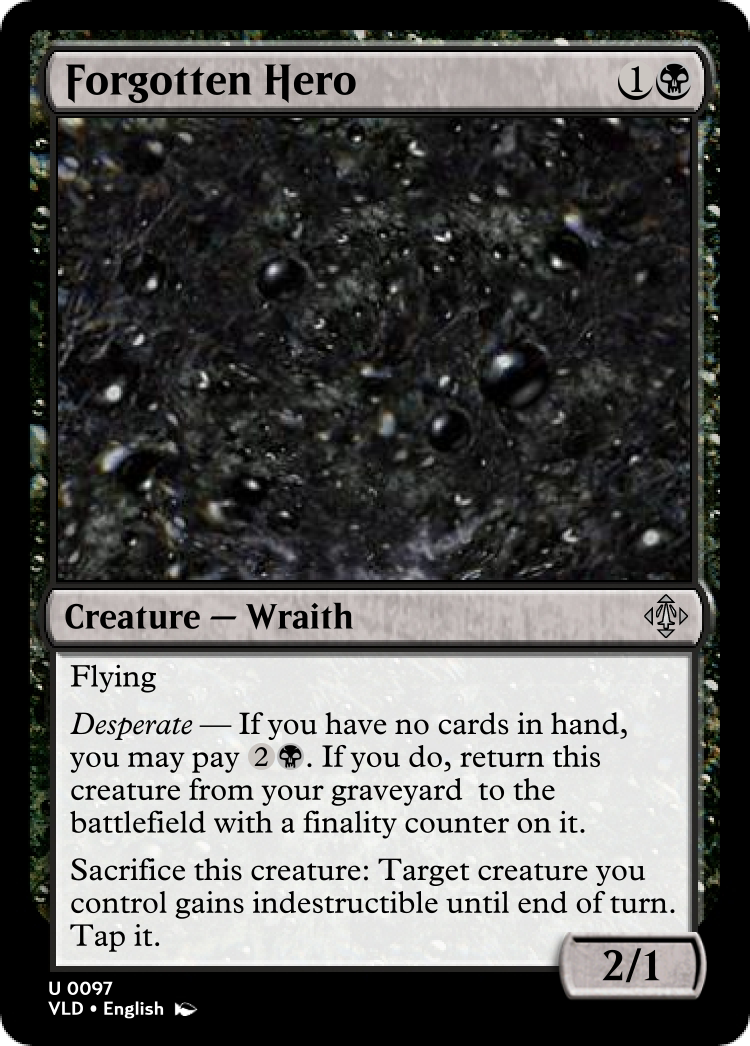 Forgotten Hero 1
Creature — Wraith
Flying
Desperate — If you have no cards in hand,
you may pay 2 . If you do, return this
creature from your graveyard  to the
battlefield with a finality counter on it.
Sacrifice this creature: Target creature you
control gains indestructible until end of turn.
Tap it.
2/1
U 0097
VLD • English